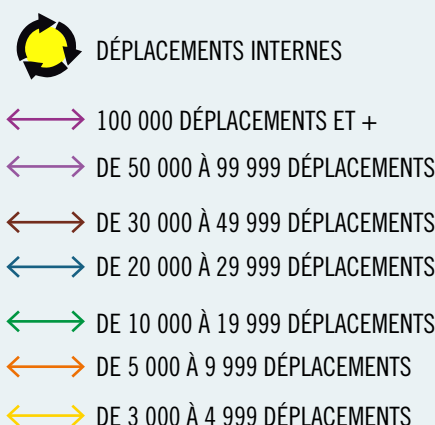 DÉPLACEMENTS INTERNES
100 000 DÉPLACEMENTS ET +
DE 50 000 À 99 999 DÉPLACEMENTS
DE 30 000 À 49 999 DÉPLACEMENTS
DE 20 000 À 29 999 DÉPLACEMENTS
DE 10 000 À 19 999 DÉPLACEMENTS
DE 5 000 À 9 999 DÉPLACEMENTS
DE 3 000 À 4 999 DÉPLACEMENTS